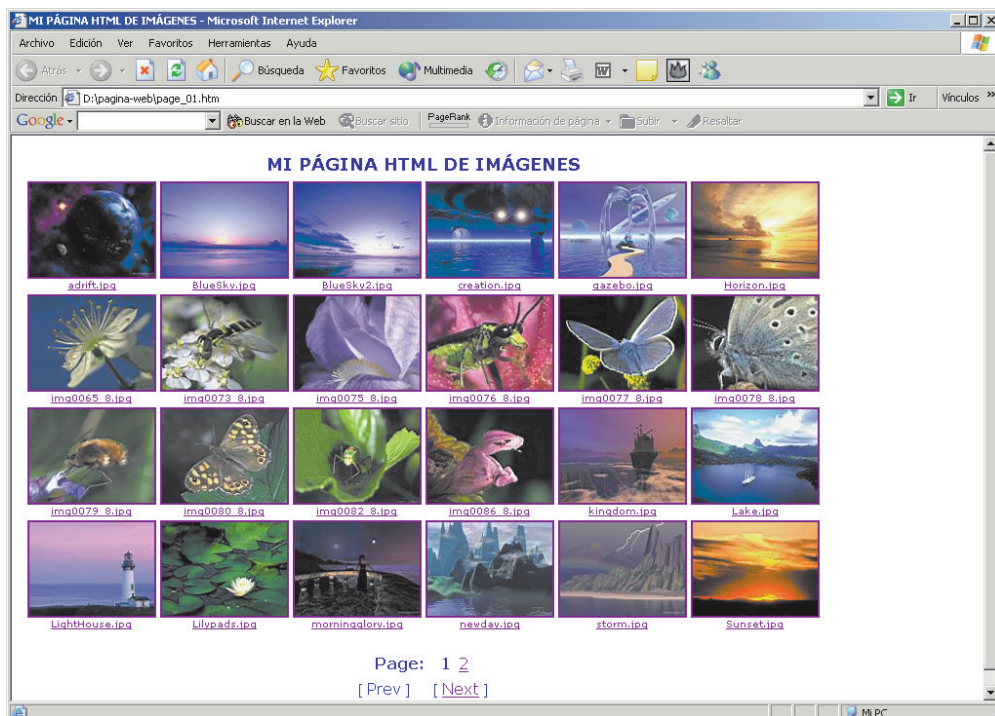 MI PÁGINA HTML DE IMÁGENES - Microsoft Internet Explorer
Archivo Edición Ver Favoritos Herramientas Ayuda
Atrás Búsqueda Favoritos Multimedia
Dirección D:\pagina-web\page_01.htm Ir Vínculos »
Google Buscar en la Web Buscar sitio PageRank Información de página Subir Resaltar
MI PÁGINA HTML DE IMÁGENES
adrift.jpg BlueSky.jpg BlueSky2.jpg creation.jpg gazebo.jpg Horizon.jpg
img0065_8.jpg img0073_8.jpg img0075_8.jpg img0076_8.jpg img0077_8.jpg img0078_8.jpg
img0079_8.jpg img0080_8.jpg img0082_8.jpg img0086_8.jpg kingdom.jpg Lake.jpg
LightHouse.jpg Lilypads.jpg morningglory.jpg newday.jpg storm.jpg Sunset.jpg
Page: 1 2
[ Prev ] [ Next ]
Mi PC